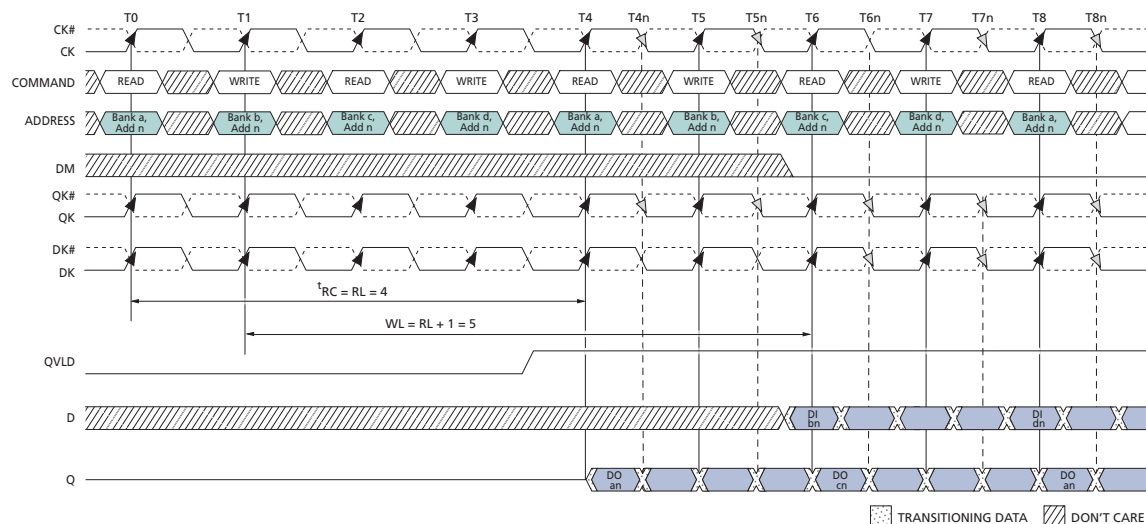 T0 T1 T2 T3 T4 T4n T5 T5n T6 T6n T7 T7n T8 T8n
CK#
CK
COMMAND READ WRITE READ WRITE READ WRITE READ WRITE READ
ADDRESS Bank a, Add n Bank b, Add n Bank c, Add n Bank d, Add n Bank a, Add n Bank b, Add n Bank c, Add n Bank d, Add n Bank a, Add n
DM
QK#
QK
DK#
DK
tRC = RL = 4
WL = RL + 1 = 5
QVLD
D DI bn DI dn
Q DO an DO cn DO an
TRANSITIONING DATA DON'T CARE